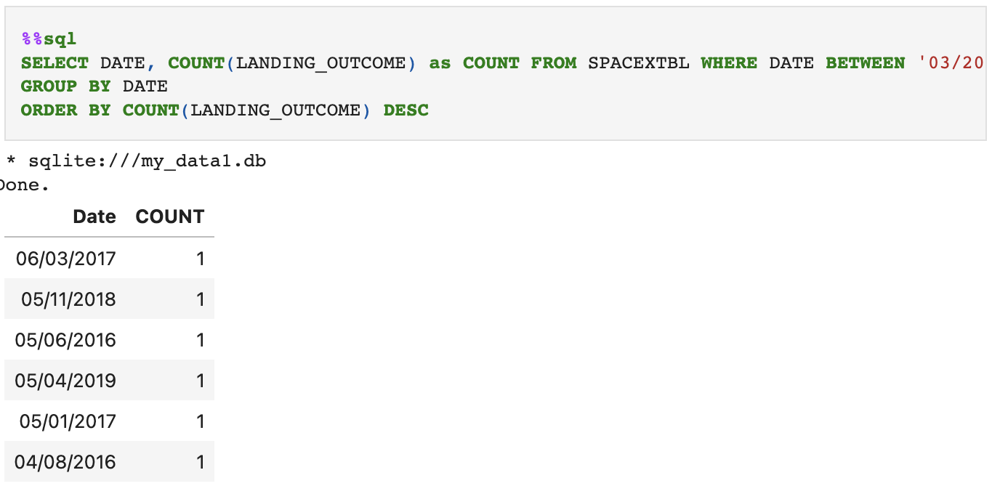 %%sql
SELECT DATE, COUNT(LANDING_OUTCOME) as COUNT FROM SPACEXTBL WHERE DATE BETWEEN '03/20
GROUP BY DATE
ORDER BY COUNT(LANDING_OUTCOME) DESC
* sqlite:///my_data1.db
Done.
Date COUNT
06/03/2017 1
05/11/2018 1
05/06/2016 1
05/04/2019 1
05/01/2017 1
04/08/2016 1